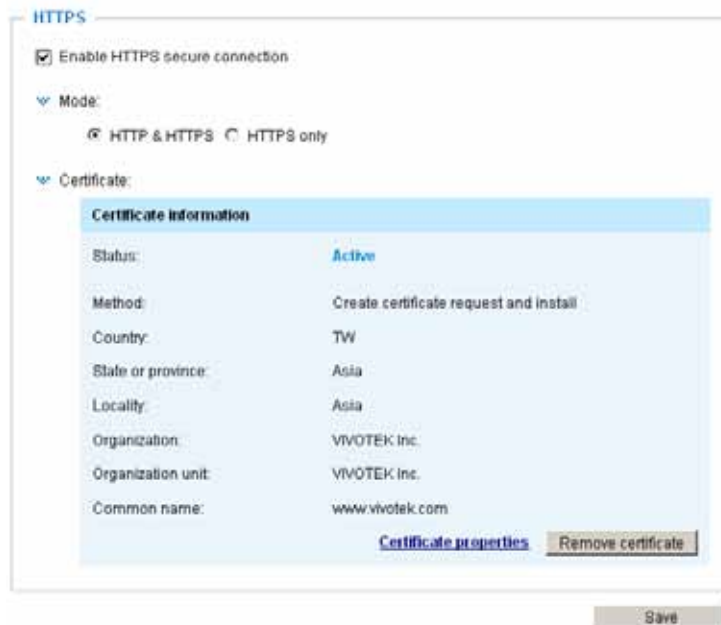 HTTPS
Enable HTTPS secure connection
Mode:
HTTP & HTTPS HTTPS only
Certificate:
Certificate information
Status: Active
Method: Create certificate request and install
Country: TW
State or province: Asia
Locality: Asia
Organization: VIVOTEK Inc.
Organization unit: VIVOTEK Inc.
Common name: www.vivotek.com
Certificate properties Remove certificate
Save